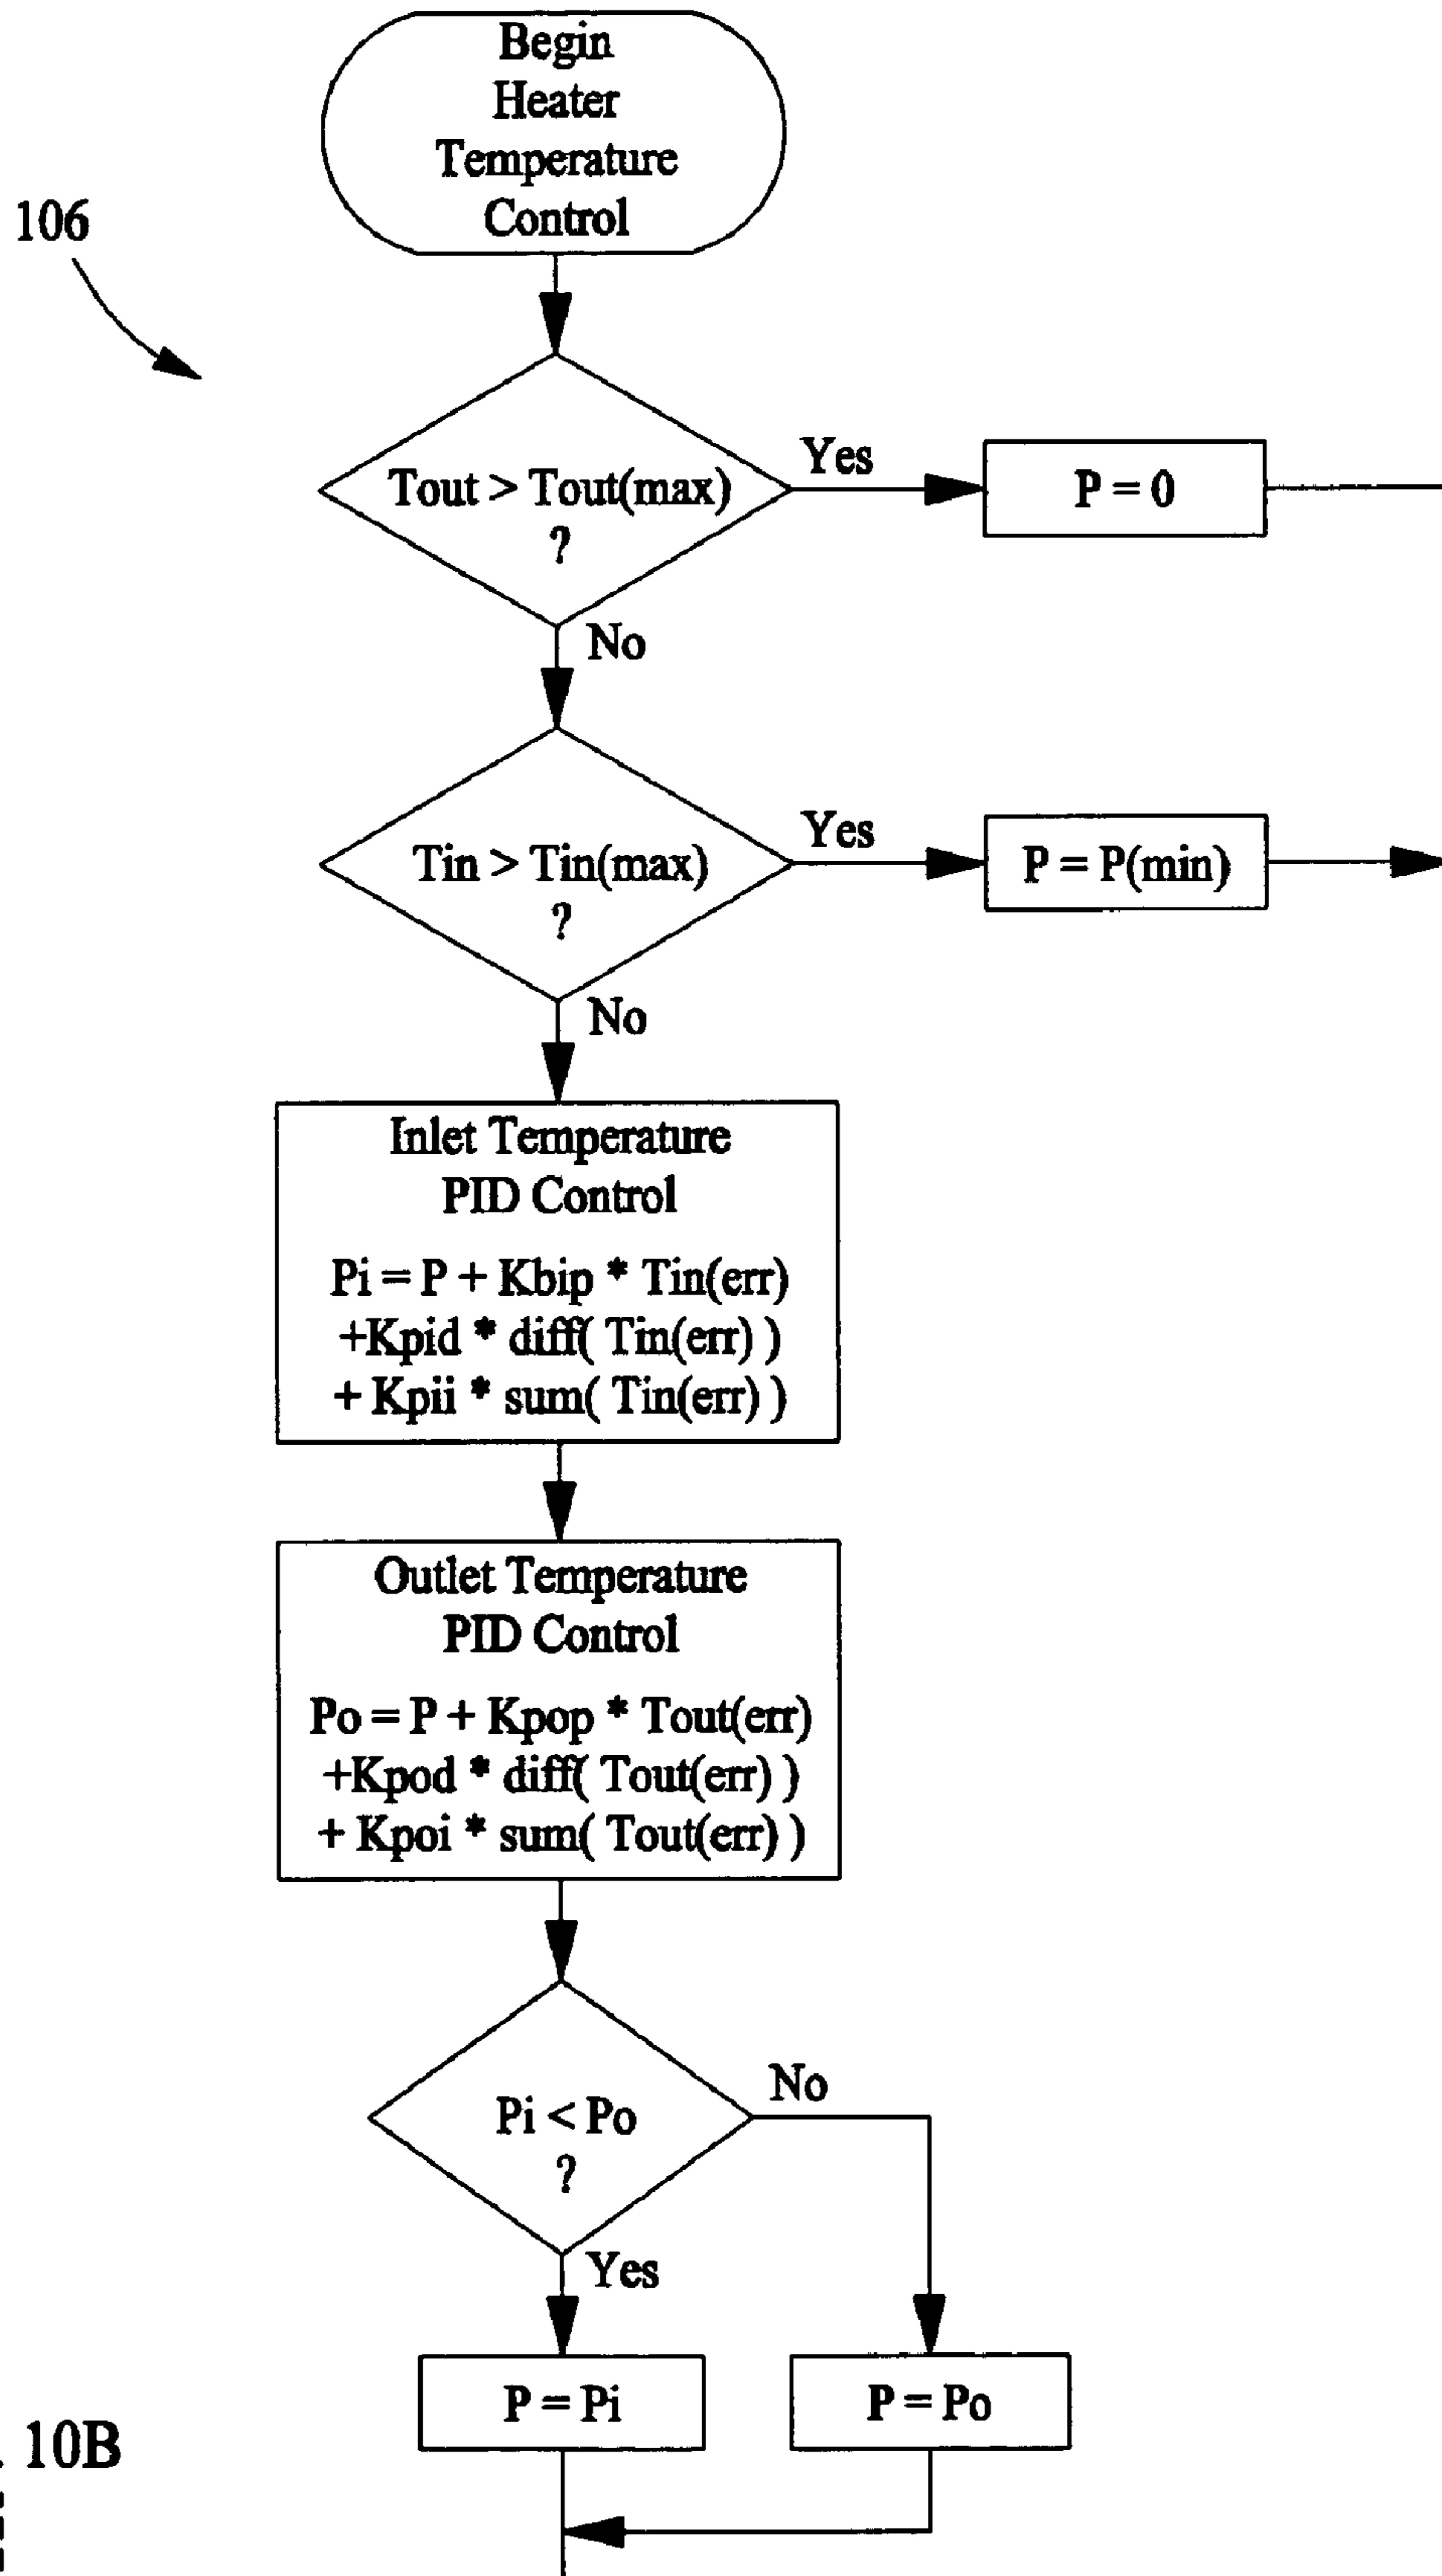 Begin
Heater
Temperature
Control
106
Tout > Tout(max)
?
Yes
P = 0
No
Tin > Tin(max)
?
Yes
P = P(min)
No
Inlet Temperature
PID Control
Pi = P + Kbip * Tin(err)
+Kpid * diff( Tin(err) )
+ Kpii * sum( Tin(err) )
Outlet Temperature
PID Control
Po = P + Kpop * Tout(err)
+Kpod * diff( Tout(err) )
+ Kpoi * sum( Tout(err) )
Pi < Po
?
No
Yes
P = Pi
P = Po
10B